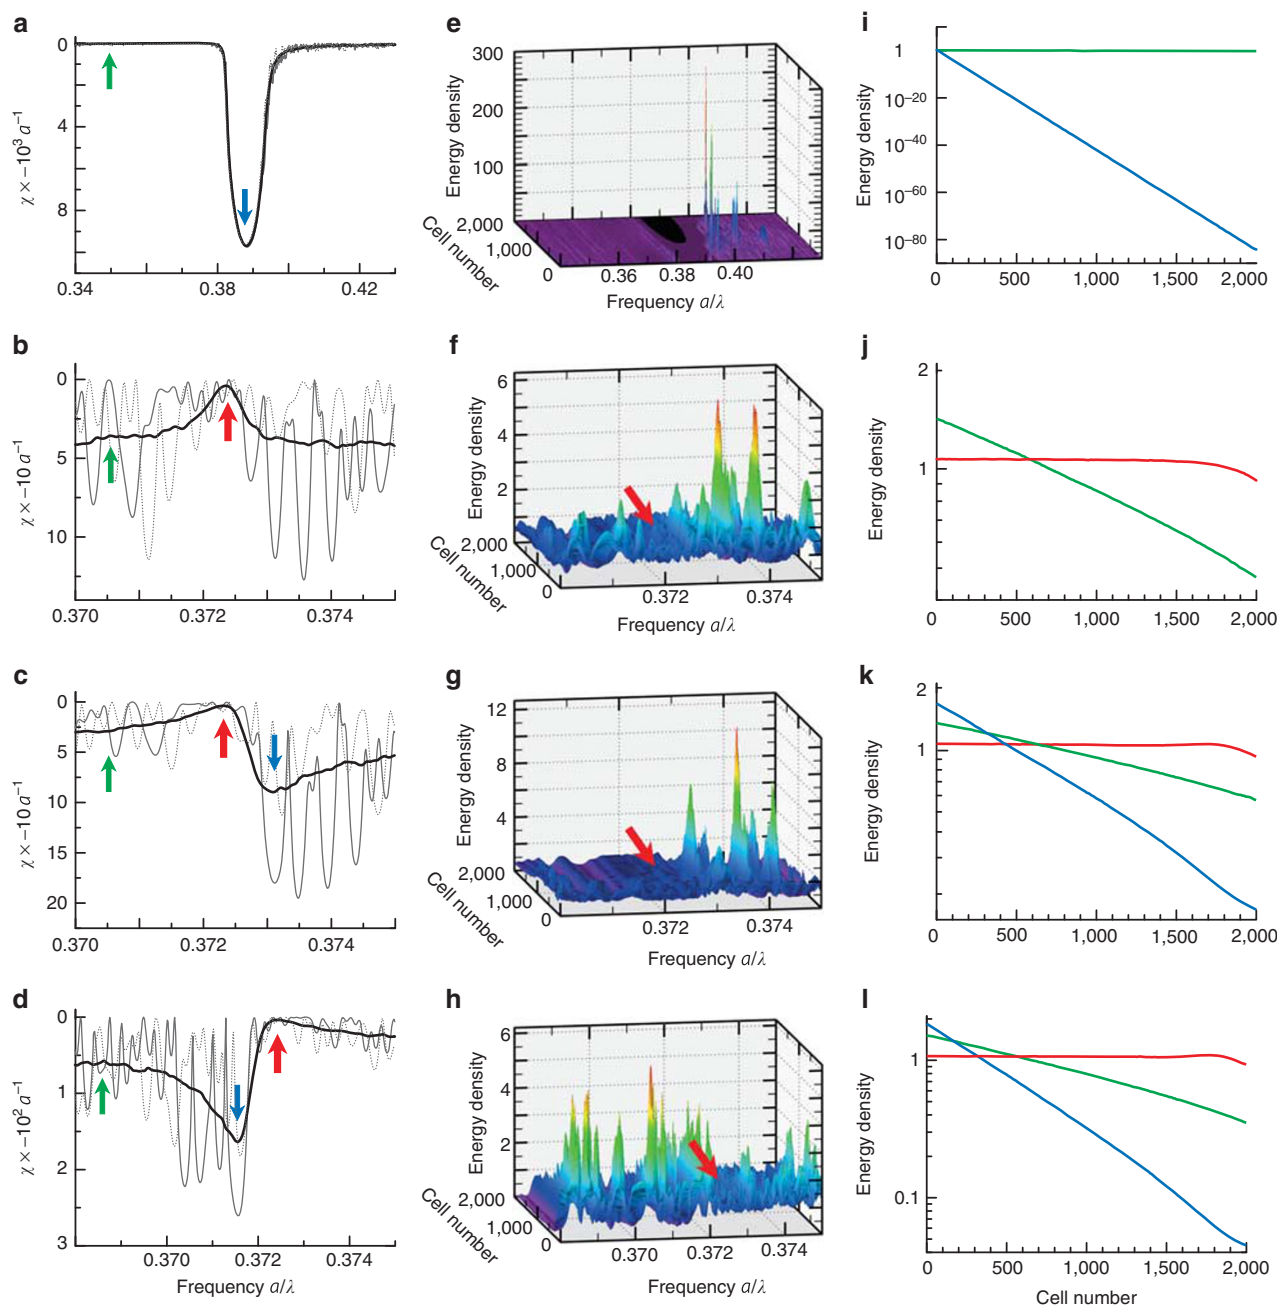 a
0
4
8
χ × −10³ a⁻¹
0.34
0.38
0.42
e
300
200
100
Energy density
2,000
1,000
0
Cell number
0.36
0.38
0.40
Frequency a/λ
i
1
10⁻²⁰
10⁻⁴⁰
10⁻⁶⁰
10⁻⁸⁰
Energy density
0
500
1,000
1,500
2,000
b
0
5
10
χ × −10 a⁻¹
0.370
0.372
0.374
f
6
4
2
Energy density
2,000
1,000
0
Cell number
0.372
0.374
Frequency a/λ
j
2
1
Energy density
0
500
1,000
1,500
2,000
c
0
5
10
15
20
χ × −10 a⁻¹
0.370
0.372
0.374
g
12
8
4
Energy density
2,000
1,000
0
Cell number
0.372
0.374
Frequency a/λ
k
2
1
Energy density
0
500
1,000
1,500
2,000
d
0
1
2
3
χ × −10² a⁻¹
0.370
0.372
0.374
Frequency a/λ
h
6
4
2
Energy density
2,000
1,000
0
Cell number
0.370
0.372
0.374
Frequency a/λ
l
1
0.1
Energy density
0
500
1,000
1,500
2,000
Cell number